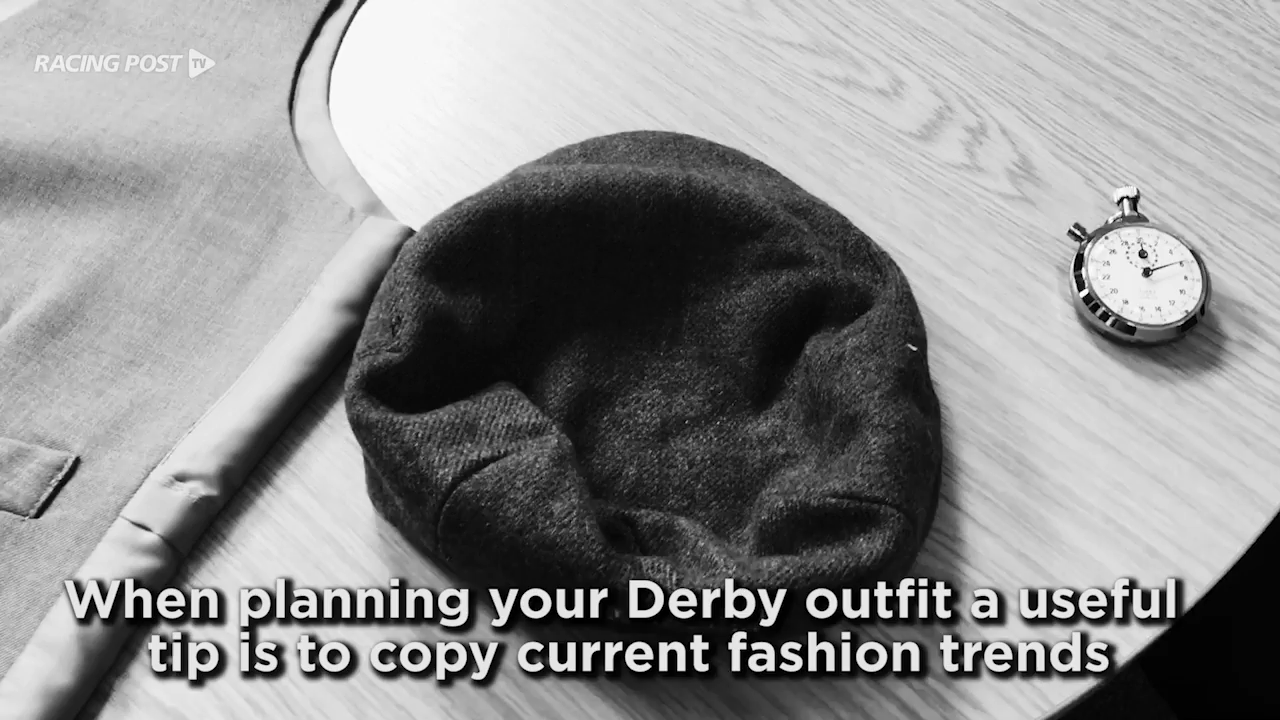 RACING POST TV
When planning your Derby outfit a useful
tip is to copy current fashion trends